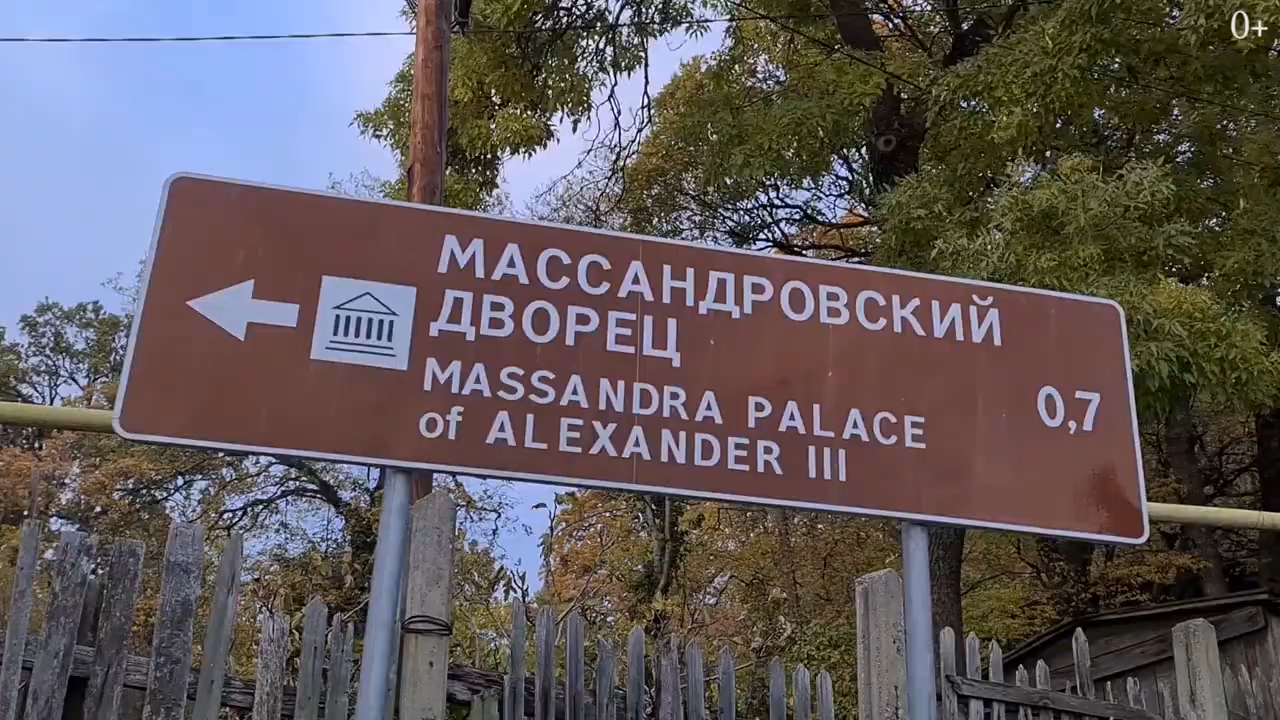 0+
МАССАНДРОВСКИЙ
ДВОРЕЦ
MASSANDRA PALACE
of ALEXANDER III
0,7